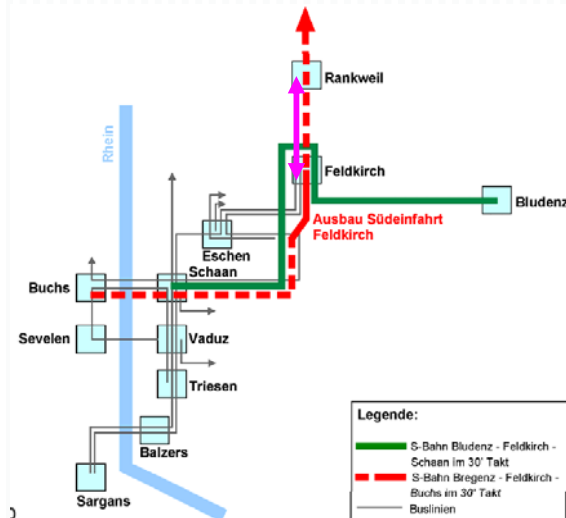 Rankweil
Rhein
Feldkirch
Bludenz
Ausbau Südeinfahrt
Feldkirch
Eschen
Schaan
Buchs
Sevelen
Vaduz
Triesen
Balzers
Sargans
Legende:
S-Bahn Bludenz - Feldkirch -
Schaan im 30' Takt
S-Bahn Bregenz - Feldkirch -
Buchs im 30' Takt
Buslinien